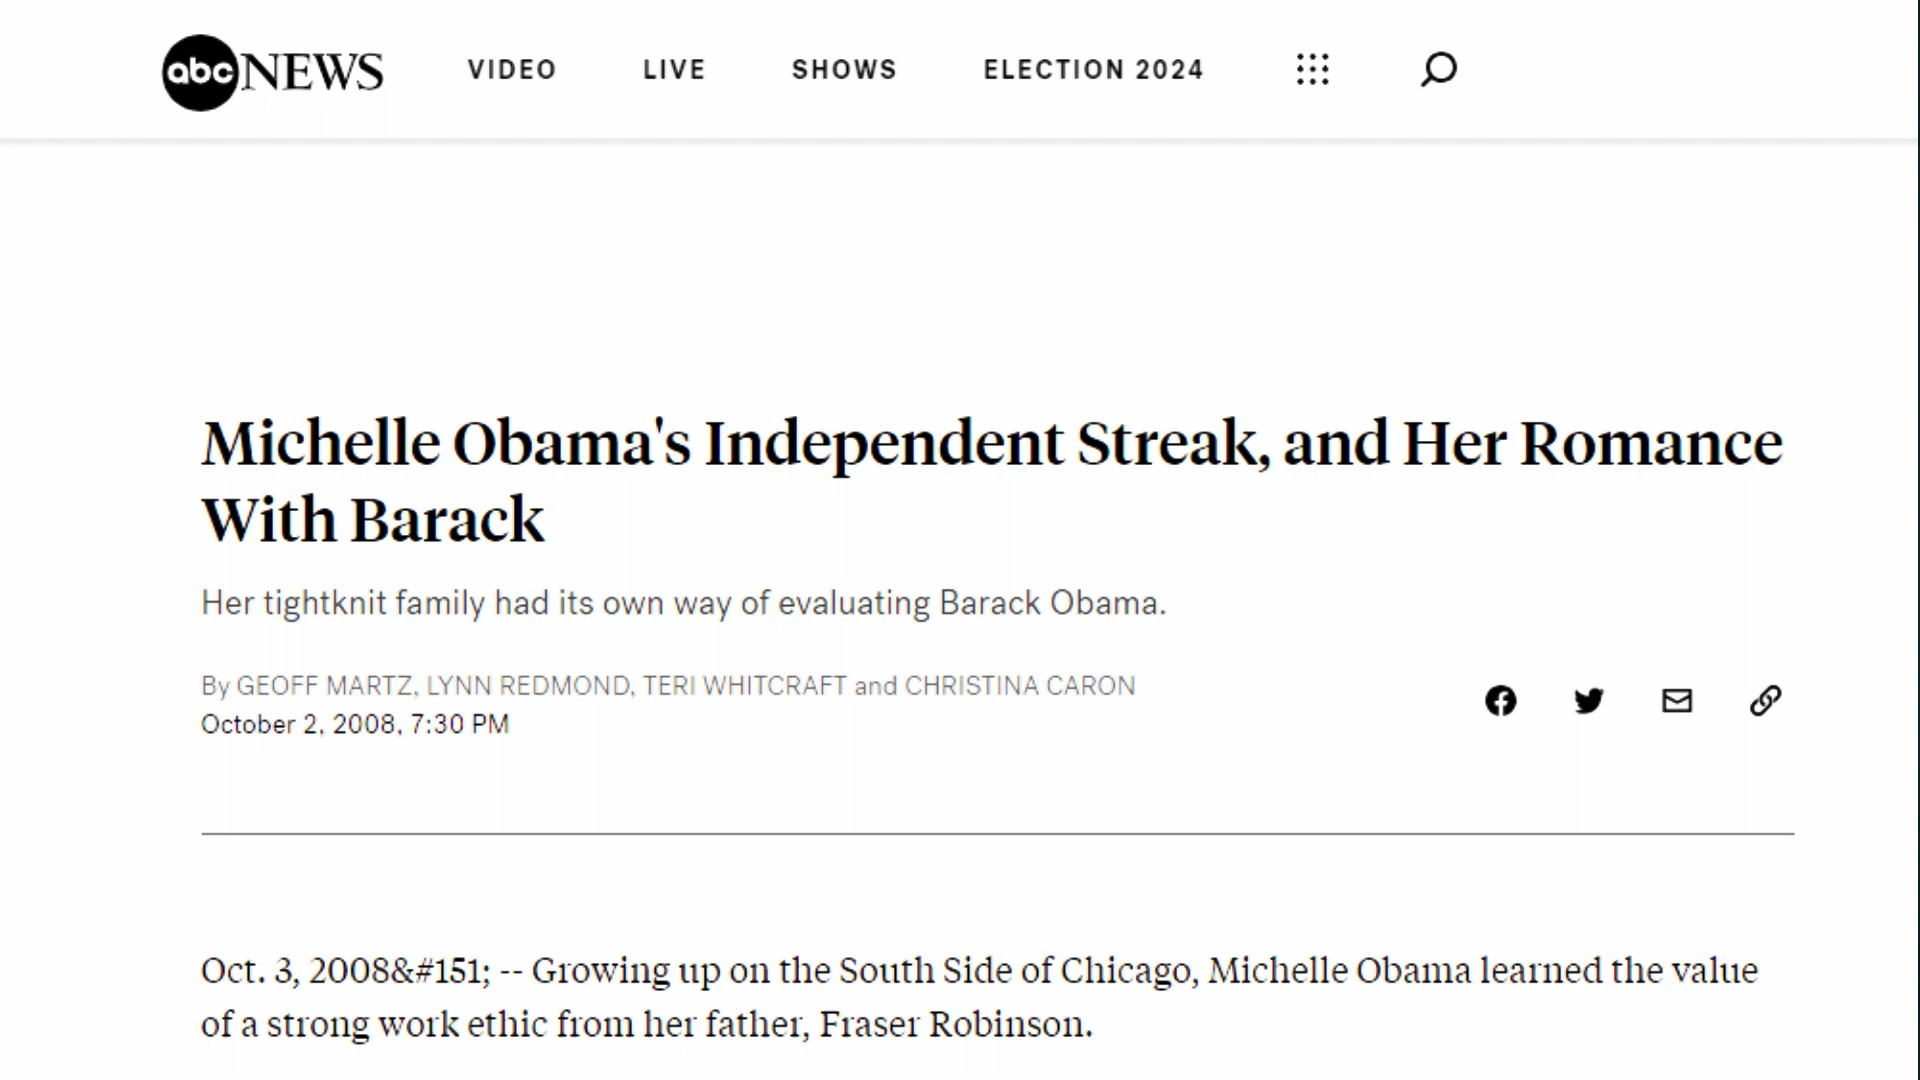 abc NEWS VIDEO LIVE SHOWS ELECTION 2024
Michelle Obama's Independent Streak, and Her Romance
With Barack
Her tightknit family had its own way of evaluating Barack Obama.
By GEOFF MARTZ, LYNN REDMOND, TERI WHITCRAFT and CHRISTINA CARON
October 2, 2008, 7:30 PM
Oct. 3, 2008&#151; -- Growing up on the South Side of Chicago, Michelle Obama learned the value
of a strong work ethic from her father, Fraser Robinson.